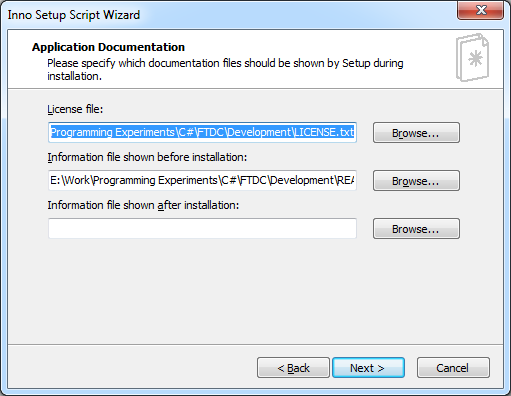 Inno Setup Script Wizard
Application Documentation
Please specify which documentation files should be shown by Setup during
installation.
License file:
Programming Experiments\C#\FTDC\Development\LICENSE.txt
Browse...
Information file shown before installation:
E:\Work\Programming Experiments\C#\FTDC\Development\REA
Browse...
Information file shown after installation:
Browse...
< Back
Next >
Cancel